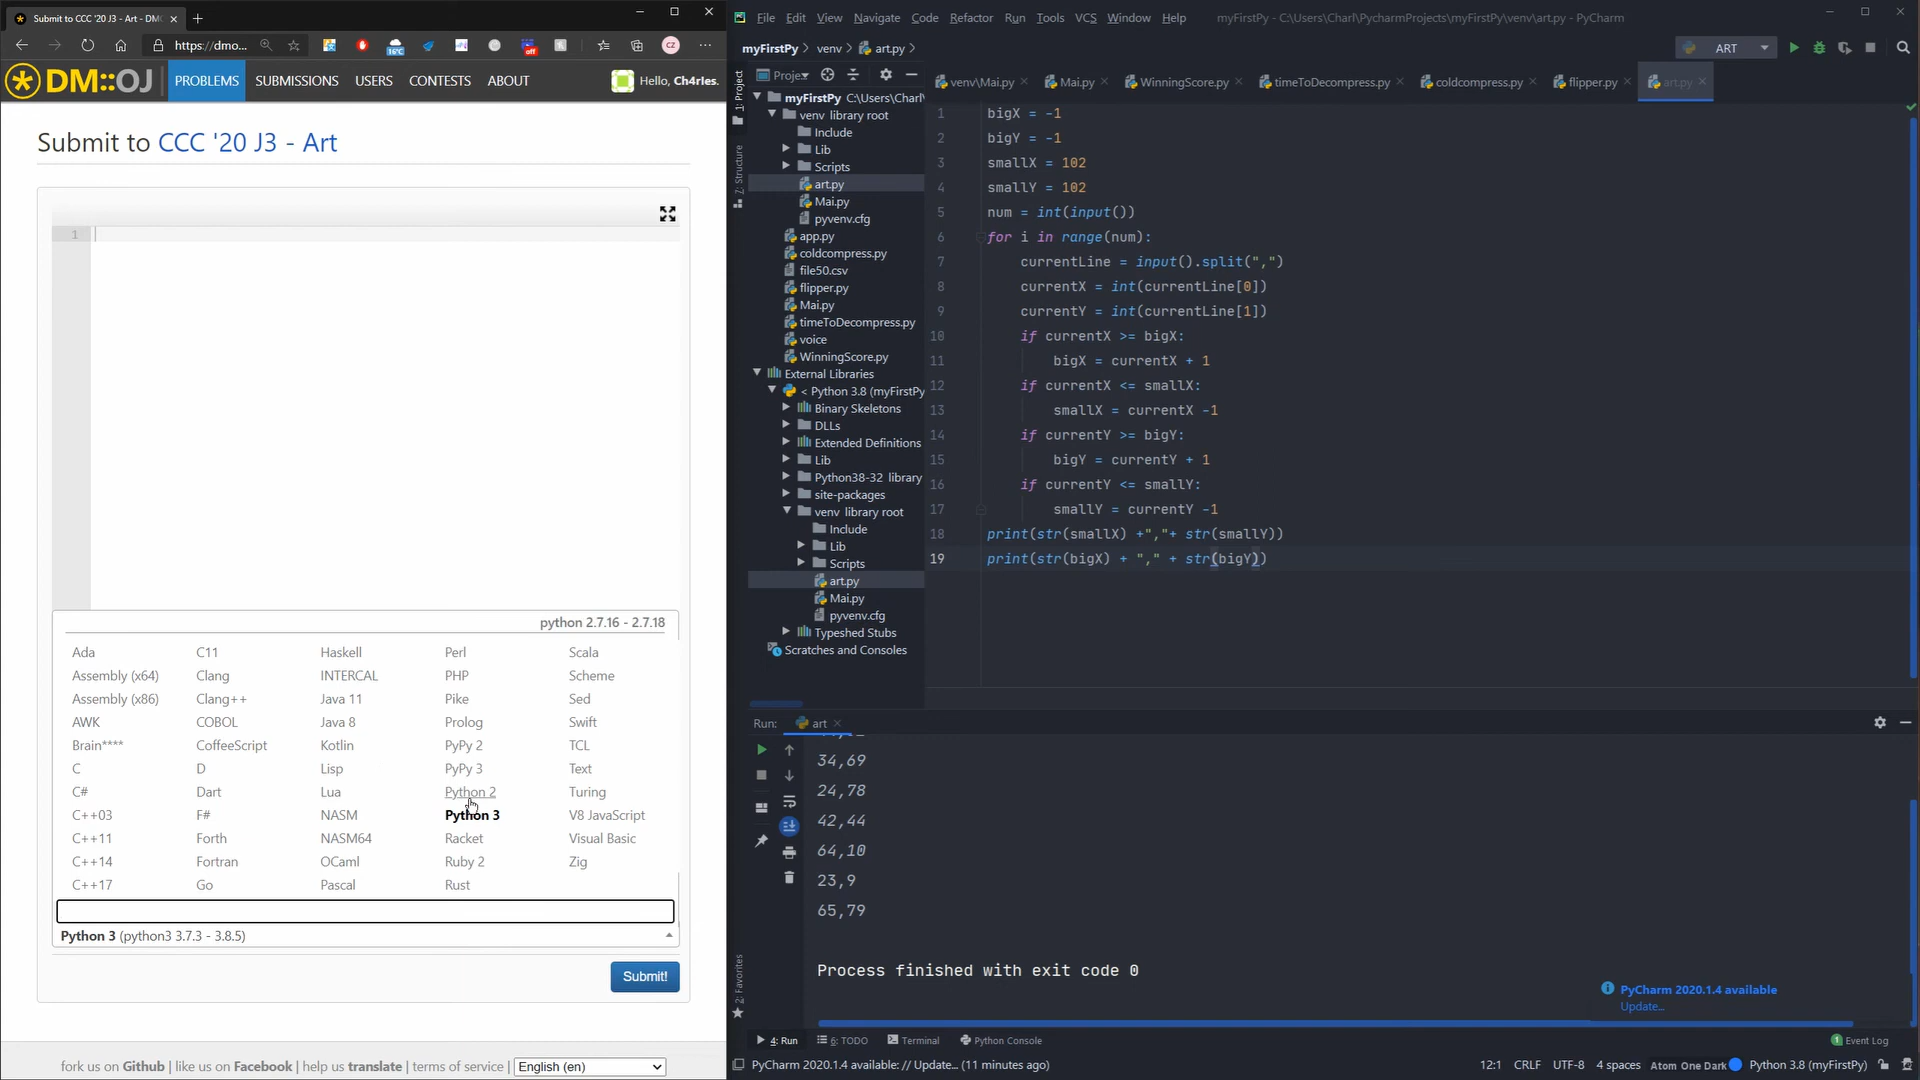 Submit to CCC '20 J3 - Art - DMO
https://dmo...
16°C
off
CZ
DM::OJ
PROBLEMS
SUBMISSIONS
USERS
CONTESTS
ABOUT
Hello, Ch4rles.
Submit to CCC '20 J3 - Art
1
python 2.7.16 - 2.7.18
Ada
C11
Haskell
Perl
Scala
Assembly (x64)
Clang
INTERCAL
PHP
Scheme
Assembly (x86)
Clang++
Java 11
Pike
Sed
AWK
COBOL
Java 8
Prolog
Swift
Brain****
CoffeeScript
Kotlin
PyPy 2
TCL
C
D
Lisp
PyPy 3
Text
C#
Dart
Lua
Python 2
Turing
C++03
F#
NASM
Python 3
V8 JavaScript
C++11
Forth
NASM64
Racket
Visual Basic
C++14
Fortran
OCaml
Ruby 2
Zig
C++17
Go
Pascal
Rust
Python 3 (python3 3.7.3 - 3.8.5)
Submit!
fork us on Github | like us on Facebook | help us translate | terms of service | English (en)
File Edit View Navigate Code Refactor Run Tools VCS Window Help
myFirstPy - C:\Users\Charl\PycharmProjects\myFirstPy\venv\art.py - PyCharm
myFirstPy
venv
art.py
ART
1: Project
Z: Structure
2: Favorites
Proje
venv\Mai.py
Mai.py
WinningScore.py
timeToDecompress.py
coldcompress.py
flipper.py
art.py
myFirstPy C:\Users\Charl\
venv library root
Include
Lib
Scripts
art.py
Mai.py
pyvenv.cfg
app.py
coldcompress.py
file50.csv
flipper.py
Mai.py
timeToDecompress.py
voice
WinningScore.py
External Libraries
< Python 3.8 (myFirstPy
Binary Skeletons
DLLs
Extended Definitions
Lib
Python38-32 library
site-packages
venv library root
Include
Lib
Scripts
art.py
Mai.py
pyvenv.cfg
Typeshed Stubs
Scratches and Consoles
1 bigX = -1
2 bigY = -1
3 smallX = 102
4 smallY = 102
5 num = int(input())
6 for i in range(num):
7 currentLine = input().split(",")
8 currentX = int(currentLine[0])
9 currentY = int(currentLine[1])
10 if currentX >= bigX:
11 bigX = currentX + 1
12 if currentX <= smallX:
13 smallX = currentX -1
14 if currentY >= bigY:
15 bigY = currentY + 1
16 if currentY <= smallY:
17 smallY = currentY -1
18 print(str(smallX) +","+ str(smallY))
19 print(str(bigX) + "," + str(bigY))
Run: art
34,69
24,78
42,44
64,10
23,9
65,79
Process finished with exit code 0
PyCharm 2020.1.4 available
Update...
4: Run
6: TODO
Terminal
Python Console
1 Event Log
PyCharm 2020.1.4 available: // Update... (11 minutes ago)
12:1 CRLF UTF-8 4 spaces Atom One Dark Python 3.8 (myFirstPy)